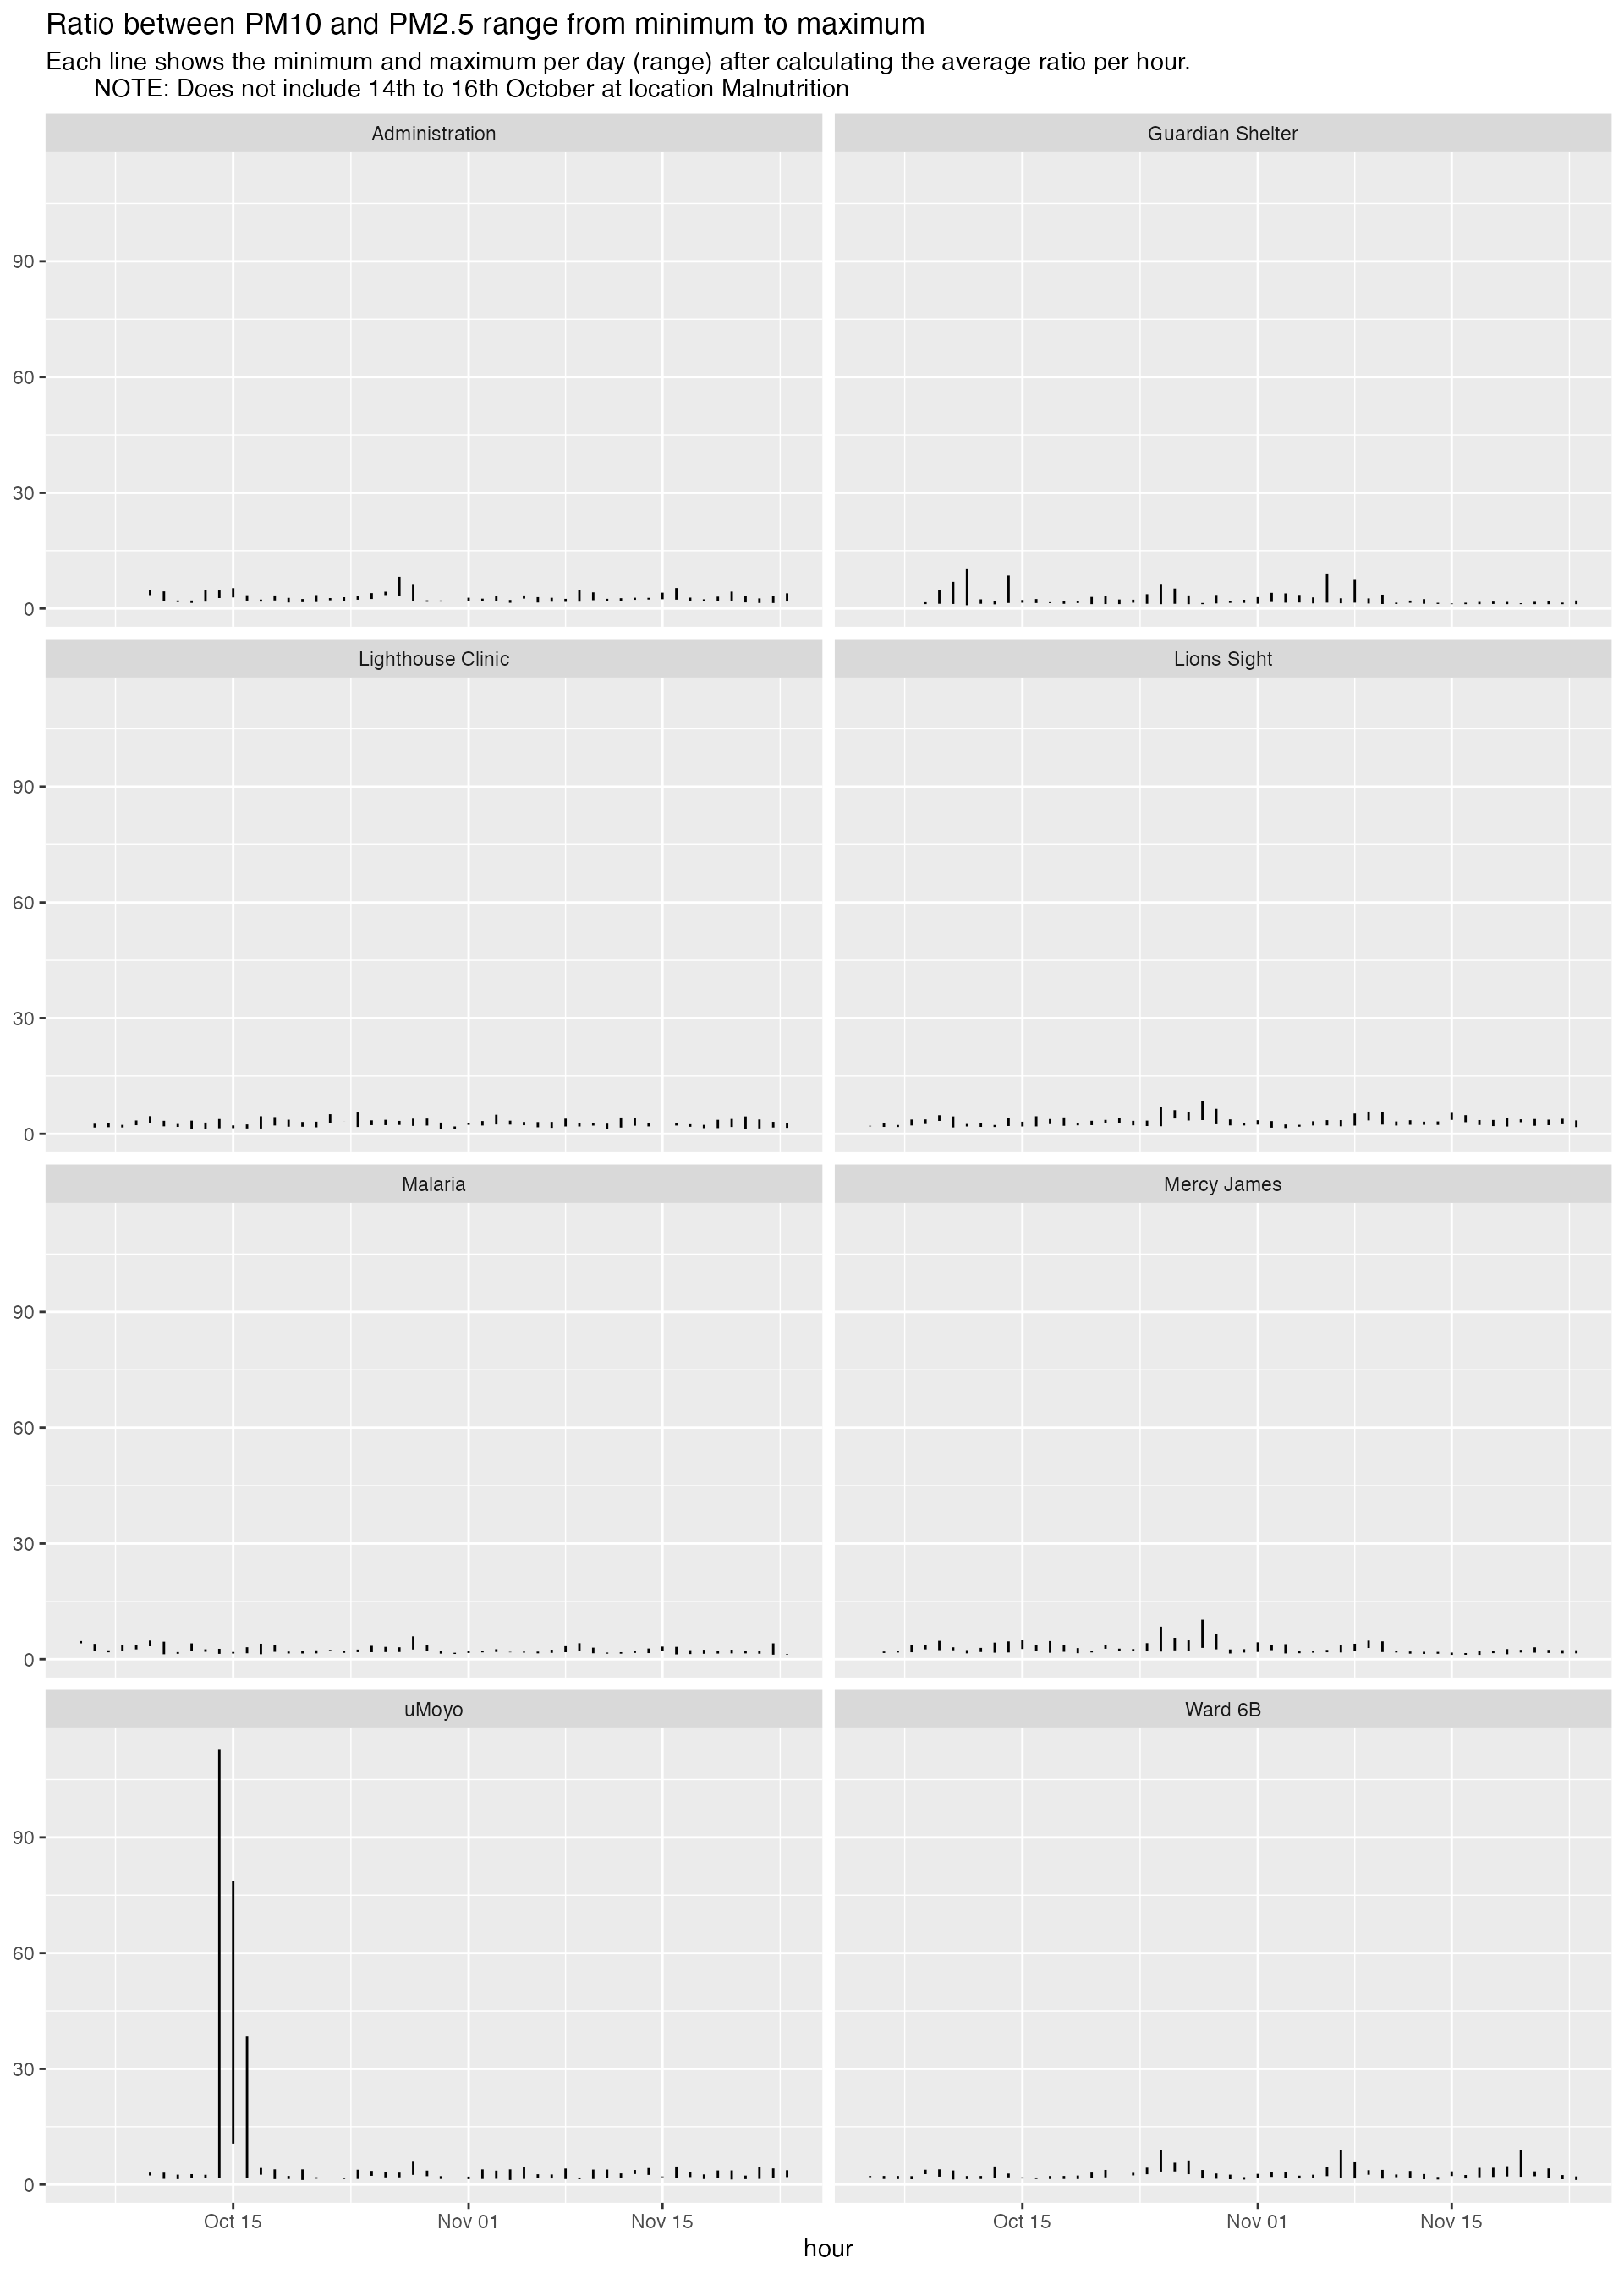 Ratio between PM10 and PM2.5 range from minimum to maximum
Each line shows the minimum and maximum per day (range) after calculating the average ratio per hour.
NOTE: Does not include 14th to 16th October at location Malnutrition
Administration
Guardian Shelter
90
60
30
0
Lighthouse Clinic
Lions Sight
90
60
30
0
Malaria
Mercy James
90
60
30
0
uMoyo
Ward 6B
90
60
30
0
Oct 15
Nov 01
Nov 15
Oct 15
Nov 01
Nov 15
hour